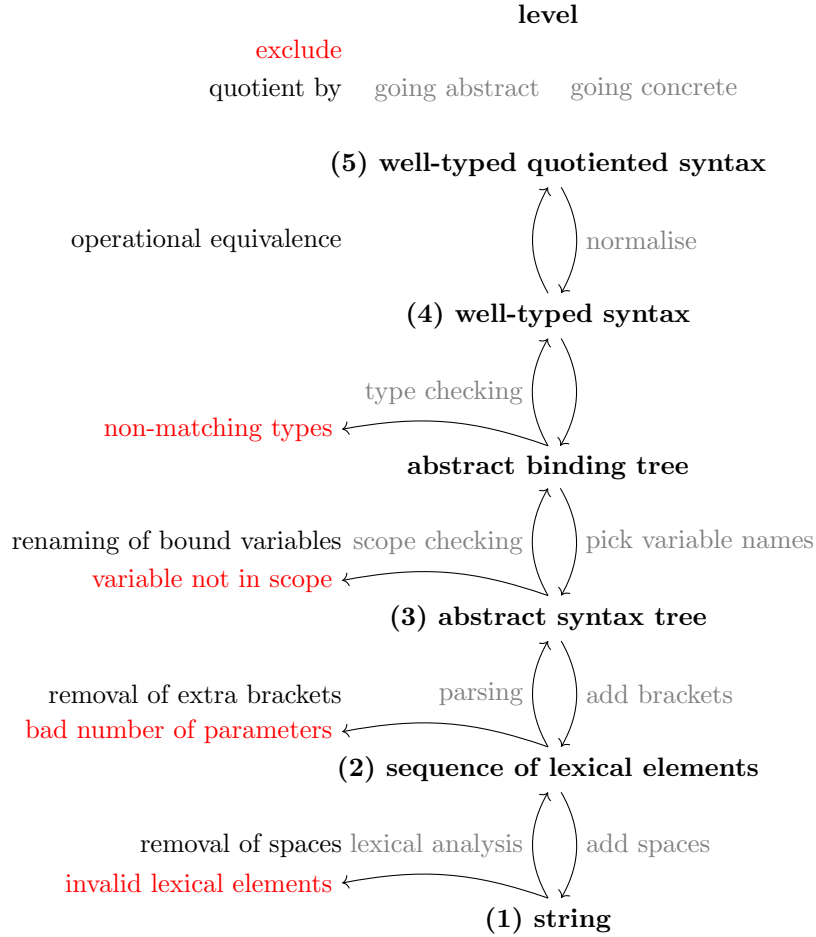 level
exclude
quotient by going abstract going concrete
(5) well-typed quotiented syntax
operational equivalence normalise
(4) well-typed syntax
type checking
non-matching types
abstract binding tree
renaming of bound variables scope checking pick variable names
variable not in scope
(3) abstract syntax tree
removal of extra brackets parsing add brackets
bad number of parameters
(2) sequence of lexical elements
removal of spaces lexical analysis add spaces
invalid lexical elements
(1) string